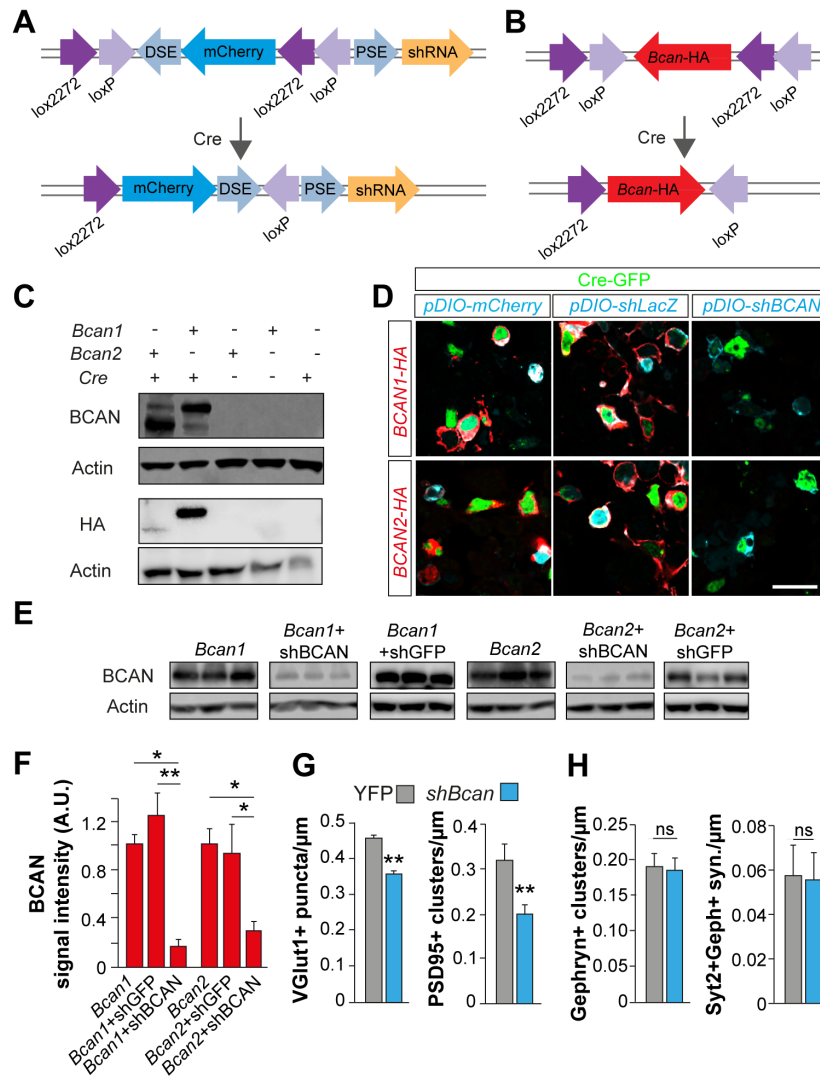 A
DSE mCherry PSE shRNA
lox2272 loxP lox2272 loxP
Cre
mCherry DSE PSE shRNA
lox2272 loxP
B
Bcan-HA
lox2272 loxP lox2272 loxP
Cre
Bcan-HA
lox2272 loxP
C
Bcan1 - + - + -
Bcan2 + - + - -
Cre + + - - +
BCAN
Actin
HA
Actin
D
Cre-GFP
pDIO-mCherry pDIO-shLacZ pDIO-shBCAN
BCAN1-HA
BCAN2-HA
E
Bcan1 Bcan1+ Bcan1 Bcan2 Bcan2+ Bcan2+
shBCAN +shGFP shBCAN shGFP
BCAN
Actin
F
BCAN
signal intensity (A.U.)
* ** * *
1.2
0.8
0.4
0
Bcan1
Bcan1+shGFP
Bcan1+shBCAN
Bcan2
Bcan2+shGFP
Bcan2+shBCAN
G
YFP shBcan
VGlut1+ puncta/μm
0.5
0.4
0.3
0.2
0.1
0
**
PSD95+ clusters/μm
0.4
0.3
0.2
0.1
0
**
H
Gephryn+ clusters/μm
0.25
0.20
0.15
0.10
0.05
0.00
ns
Syt2+Geph+ syn./μm
0.08
0.06
0.04
0.02
0.00
ns